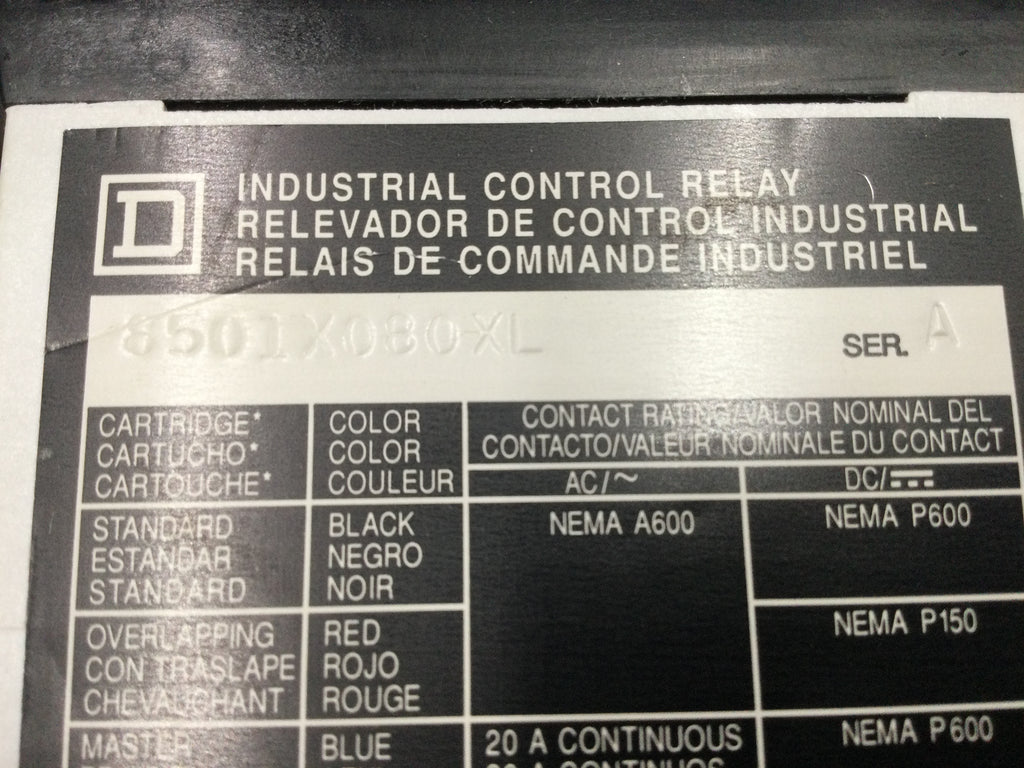 D
INDUSTRIAL CONTROL RELAY
RELEVADOR DE CONTROL INDUSTRIAL
RELAIS DE COMMANDE INDUSTRIEL
8501XO80-XL SER. A
CARTRIDGE* COLOR CONTACT RATING/VALOR NOMINAL DEL
CARTUCHO* COLOR CONTACTO/VALEUR NOMINALE DU CONTACT
CARTOUCHE* COULEUR AC/~ DC/⎓
STANDARD BLACK NEMA A600 NEMA P600
ESTANDAR NEGRO
STANDARD NOIR
OVERLAPPING RED NEMA P150
CON TRASLAPE ROJO
CHEVAUCHANT ROUGE
MASTER BLUE 20 A CONTINUOUS NEMA P600